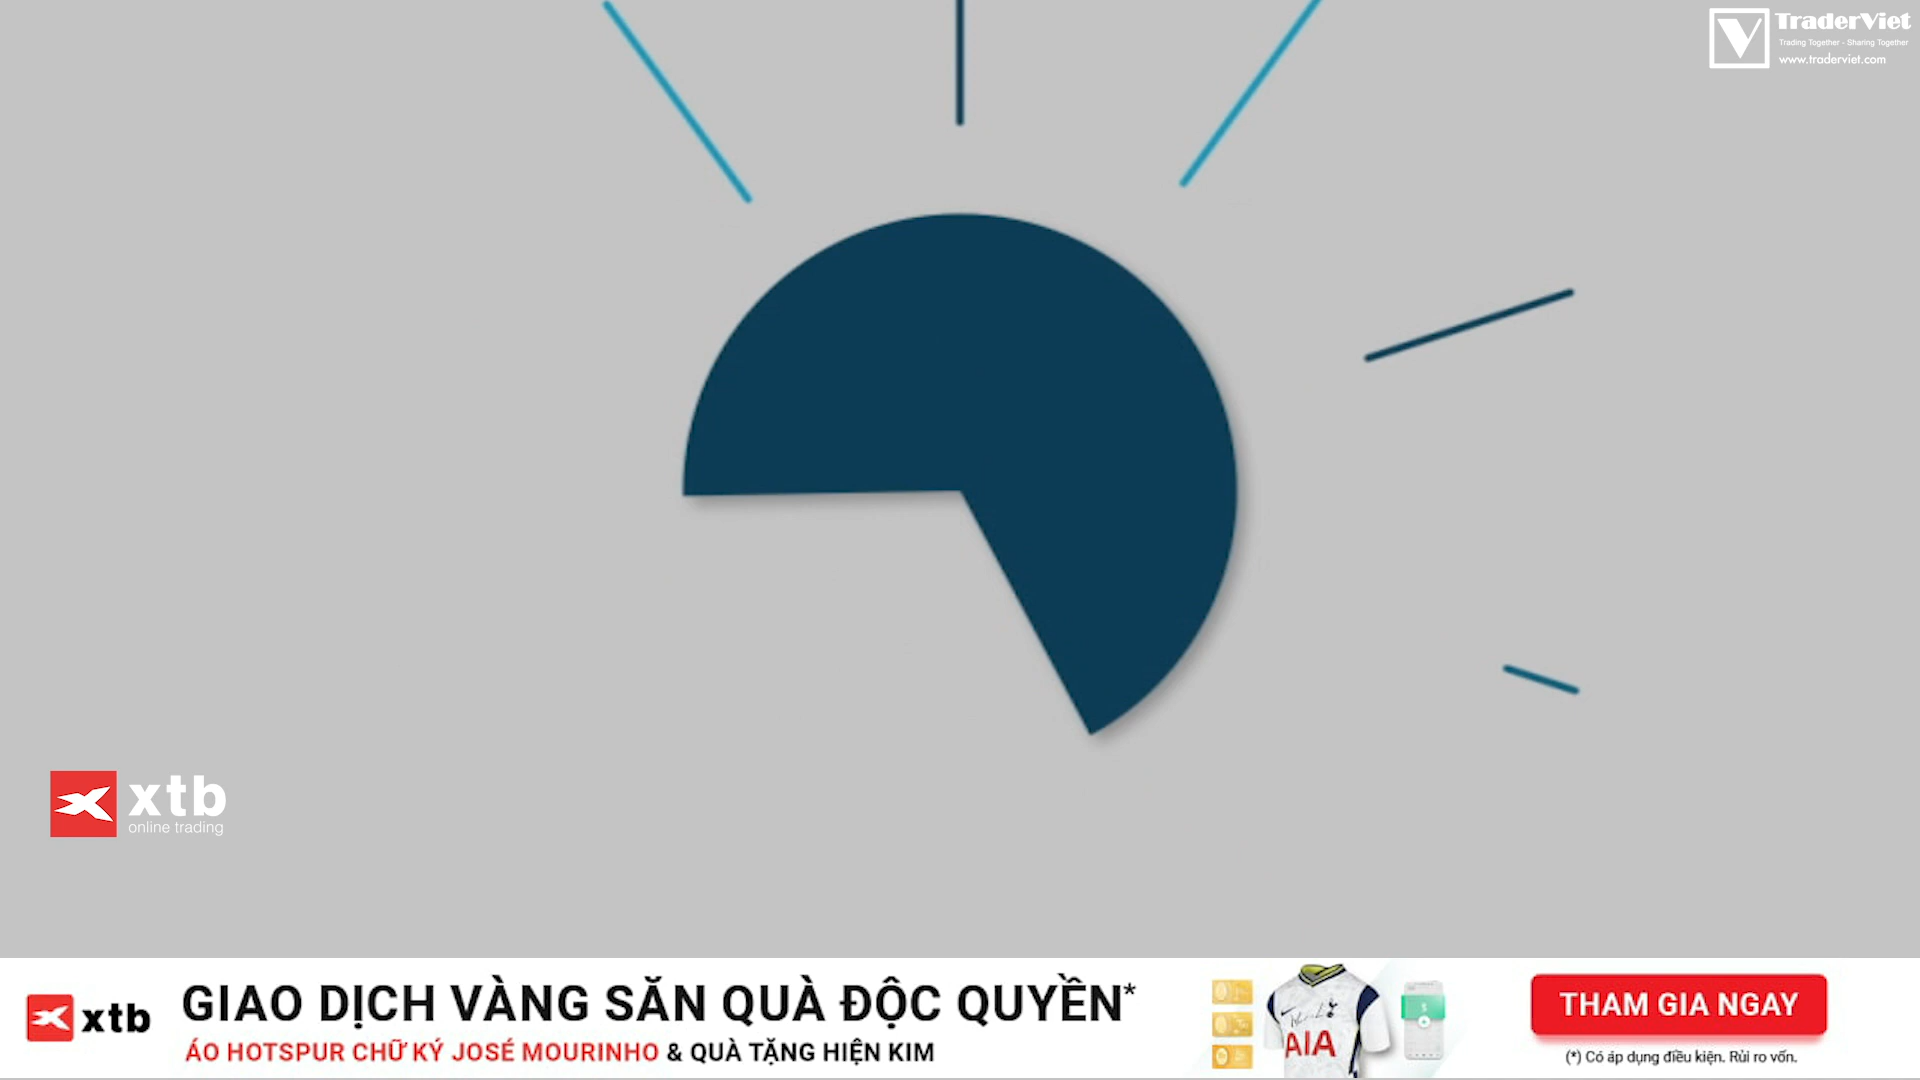 TraderViet
Trading Together - Sharing Together
www.traderviet.com
xtb
online trading
xtb
GIAO DỊCH VÀNG SĂN QUÀ ĐỘC QUYỀN*
ÁO HOTSPUR CHỮ KÝ JOSÉ MOURINHO & QUÀ TẶNG HIỆN KIM
AIA
THAM GIA NGAY
(*) Có áp dụng điều kiện. Rủi ro vốn.